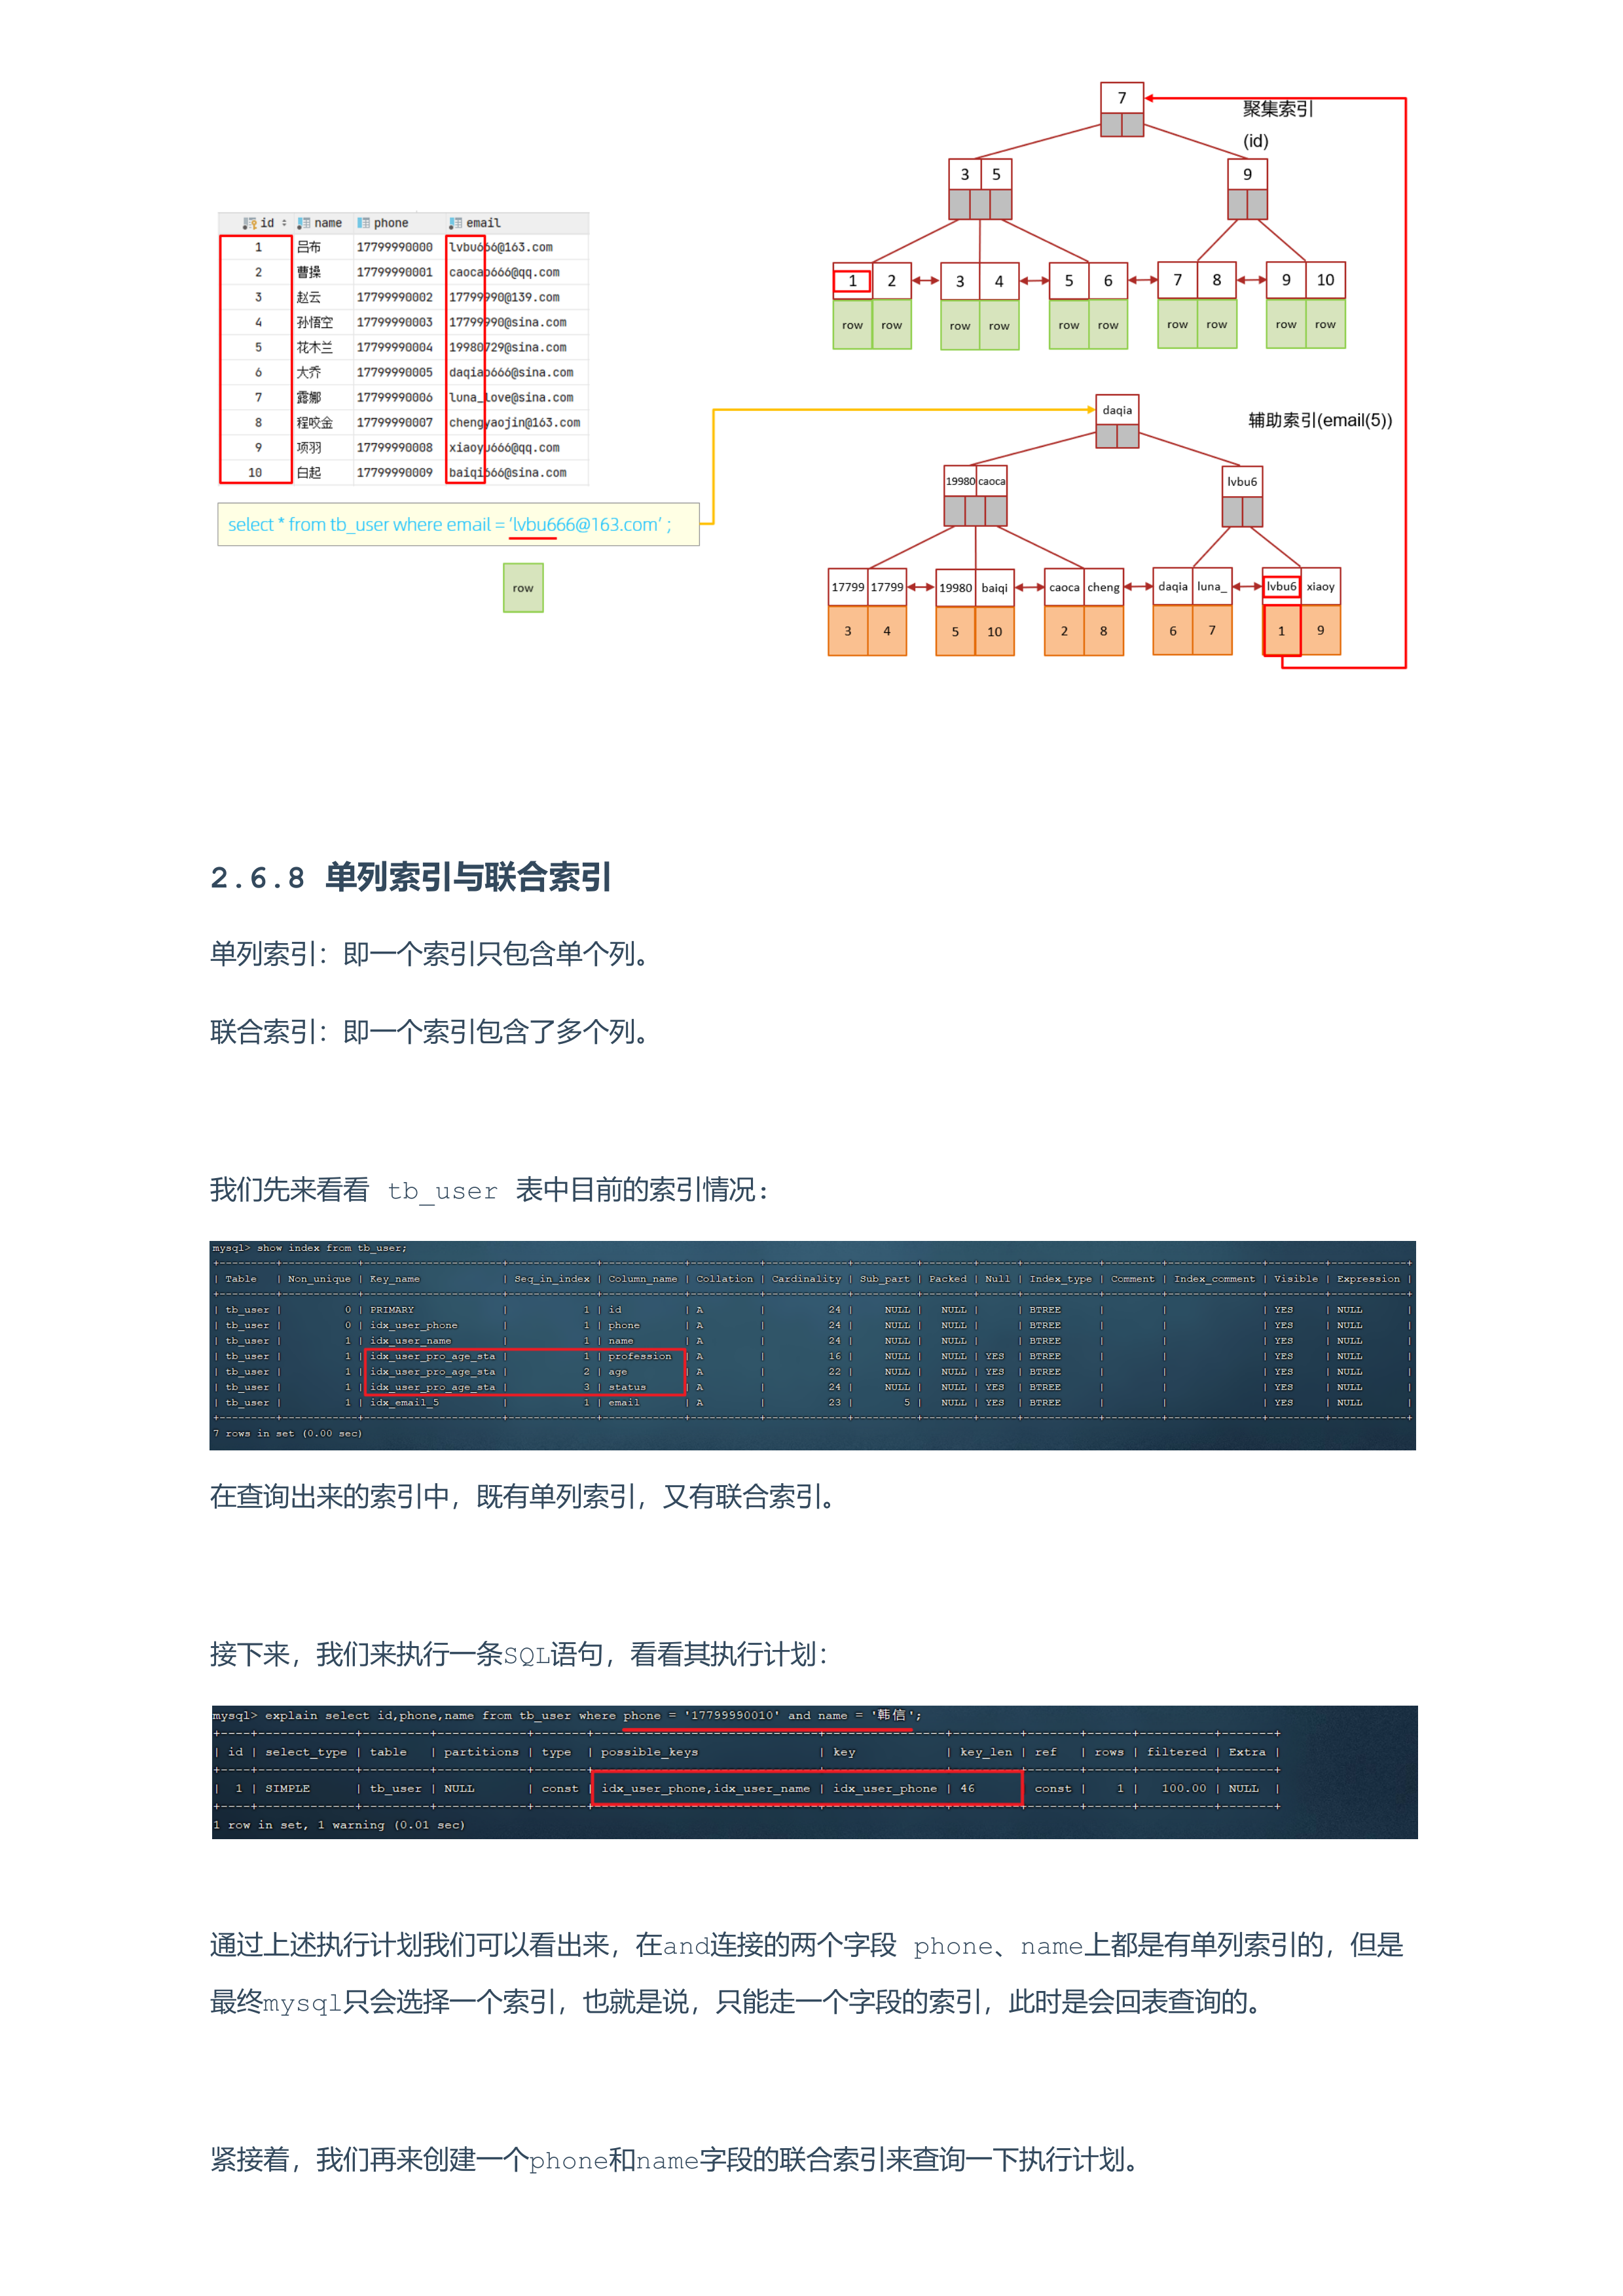 7
聚集索引
(id)
3 5
9
1 2 3 4 5 6 7 8 9 10
row row row row row row row row row row
id name phone email
1 吕布 17799990000 lvbu666@163.com
2 曹操 17799990001 caocao666@qq.com
3 赵云 17799990002 17799990@139.com
4 孙悟空 17799990003 17799990@sina.com
5 花木兰 17799990004 19980729@sina.com
6 大乔 17799990005 daqiao666@sina.com
7 露娜 17799990006 luna_love@sina.com
8 程咬金 17799990007 chengyaojin@163.com
9 项羽 17799990008 xiaoyu666@qq.com
10 白起 17799990009 baiqi666@sina.com
select * from tb_user where email = ‘lvbu666@163.com’ ;
row
daqia
辅助索引(email(5))
19980 caoca
lvbu6
17799 17799 19980 baiqi caoca cheng daqia luna_ lvbu6 xiaoy
3 4 5 10 2 8 6 7 1 9
2.6.8 单列索引与联合索引
单列索引：即一个索引只包含单个列。
联合索引：即一个索引包含了多个列。
我们先来看看 tb_user 表中目前的索引情况:
mysql> show index from tb_user;
| Table | Non_unique | Key_name | Seq_in_index | Column_name | Collation | Cardinality | Sub_part | Packed | Null | Index_type | Comment | Index_comment | Visible | Expression |
| tb_user | 0 | PRIMARY | 1 | id | A | 24 | NULL | NULL | | BTREE | | | YES | NULL |
| tb_user | 0 | idx_user_phone | 1 | phone | A | 24 | NULL | NULL | | BTREE | | | YES | NULL |
| tb_user | 1 | idx_user_name | 1 | name | A | 24 | NULL | NULL | | BTREE | | | YES | NULL |
| tb_user | 1 | idx_user_pro_age_sta | 1 | profession | A | 16 | NULL | NULL | YES | BTREE | | | YES | NULL |
| tb_user | 1 | idx_user_pro_age_sta | 2 | age | A | 22 | NULL | NULL | YES | BTREE | | | YES | NULL |
| tb_user | 1 | idx_user_pro_age_sta | 3 | status | A | 24 | NULL | NULL | YES | BTREE | | | YES | NULL |
| tb_user | 1 | idx_email_5 | 1 | email | A | 23 | 5 | NULL | YES | BTREE | | | YES | NULL |
7 rows in set (0.00 sec)
在查询出来的索引中，既有单列索引，又有联合索引。
接下来，我们来执行一条SQL语句，看看其执行计划：
mysql> explain select id,phone,name from tb_user where phone = '17799990010' and name = '韩信';
| id | select_type | table | partitions | type | possible_keys | key | key_len | ref | rows | filtered | Extra |
| 1 | SIMPLE | tb_user | NULL | const | idx_user_phone,idx_user_name | idx_user_phone | 46 | const | 1 | 100.00 | NULL |
1 row in set, 1 warning (0.01 sec)
通过上述执行计划我们可以看出来，在and连接的两个字段 phone、name上都是有单列索引的，但是
最终mysql只会选择一个索引，也就是说，只能走一个字段的索引，此时是会回表查询的。
紧接着，我们再来创建一个phone和name字段的联合索引来查询一下执行计划。